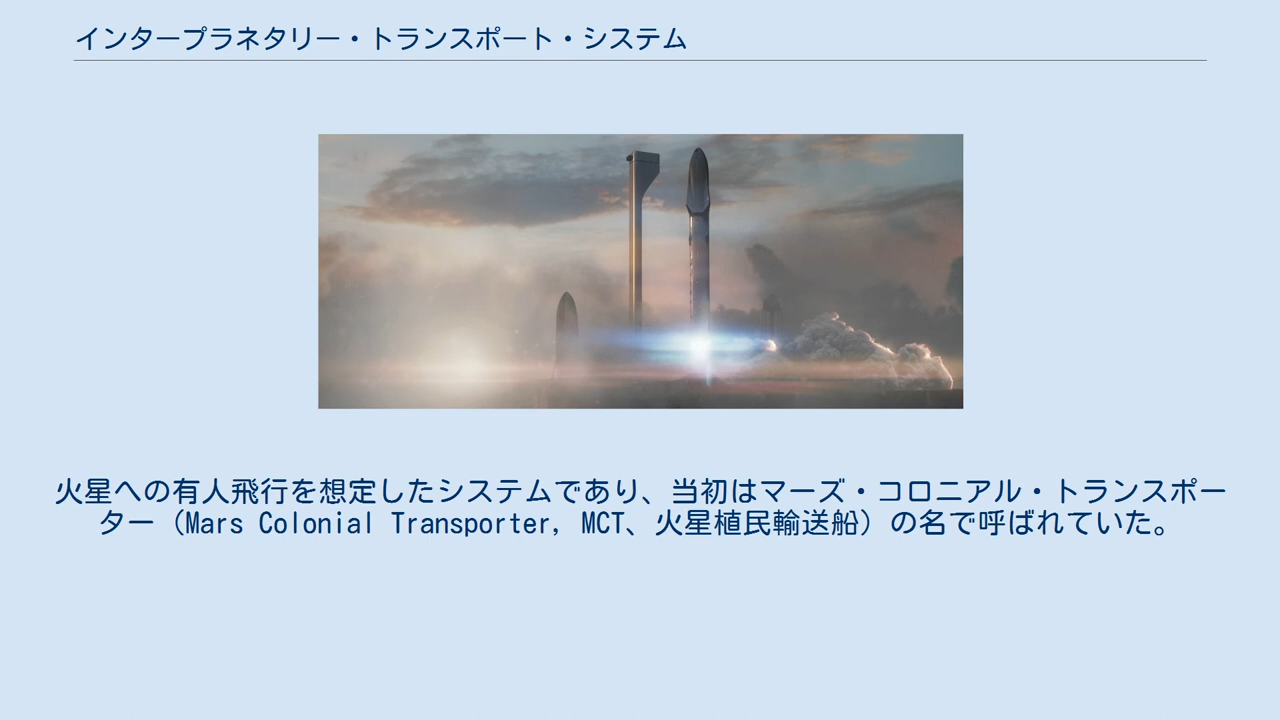 インタープラネタリー・トランスポート・システム
火星への有人飛行を想定したシステムであり、当初はマーズ・コロニアル・トランスポー
ター（Mars Colonial Transporter, MCT、火星植民輸送船）の名で呼ばれていた。